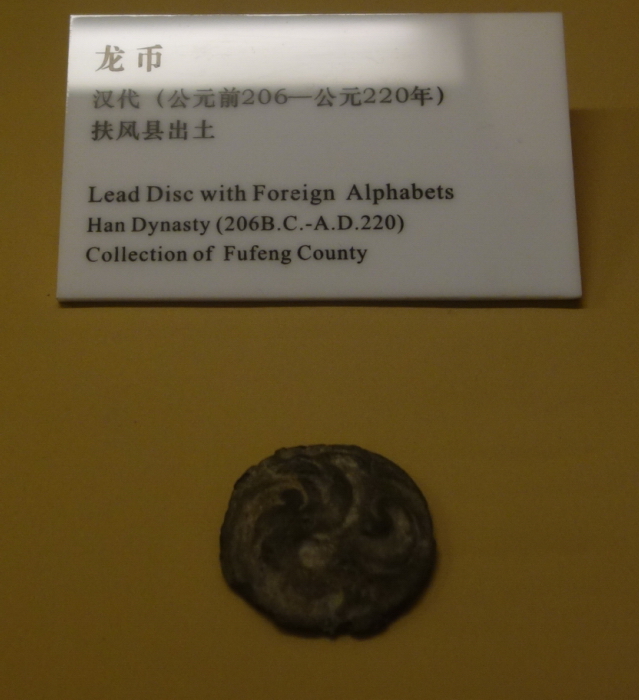 龙币
汉代（公元前206—公元220年）
扶风县出土
Lead Disc with Foreign Alphabets
Han Dynasty (206B.C.-A.D.220)
Collection of Fufeng County